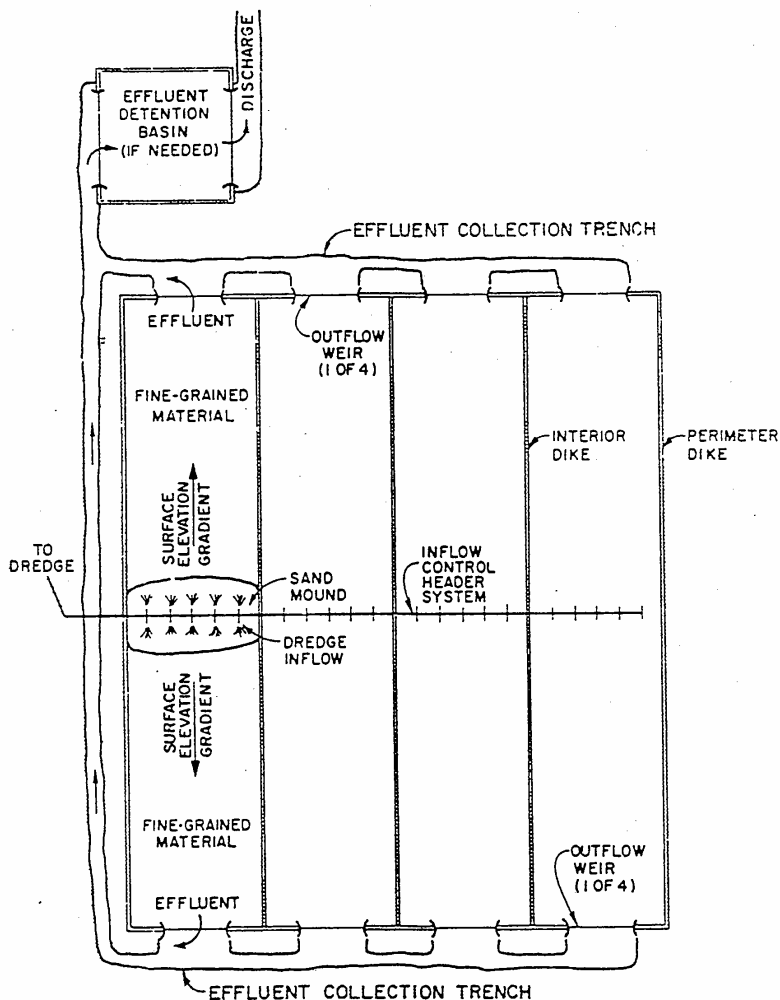 EFFLUENT
DETENTION
BASIN
(IF NEEDED)
DISCHARGE
EFFLUENT COLLECTION TRENCH
EFFLUENT
OUTFLOW
WEIR
(1 OF 4)
FINE-GRAINED
MATERIAL
INTERIOR
DIKE
PERIMETER
DIKE
SURFACE
ELEVATION
GRADIENT
TO
DREDGE
SAND
MOUND
INFLOW
CONTROL
HEADER
SYSTEM
DREDGE
INFLOW
SURFACE
ELEVATION
GRADIENT
FINE-GRAINED
MATERIAL
OUTFLOW
WEIR
(1 OF 4)
EFFLUENT
EFFLUENT COLLECTION TRENCH